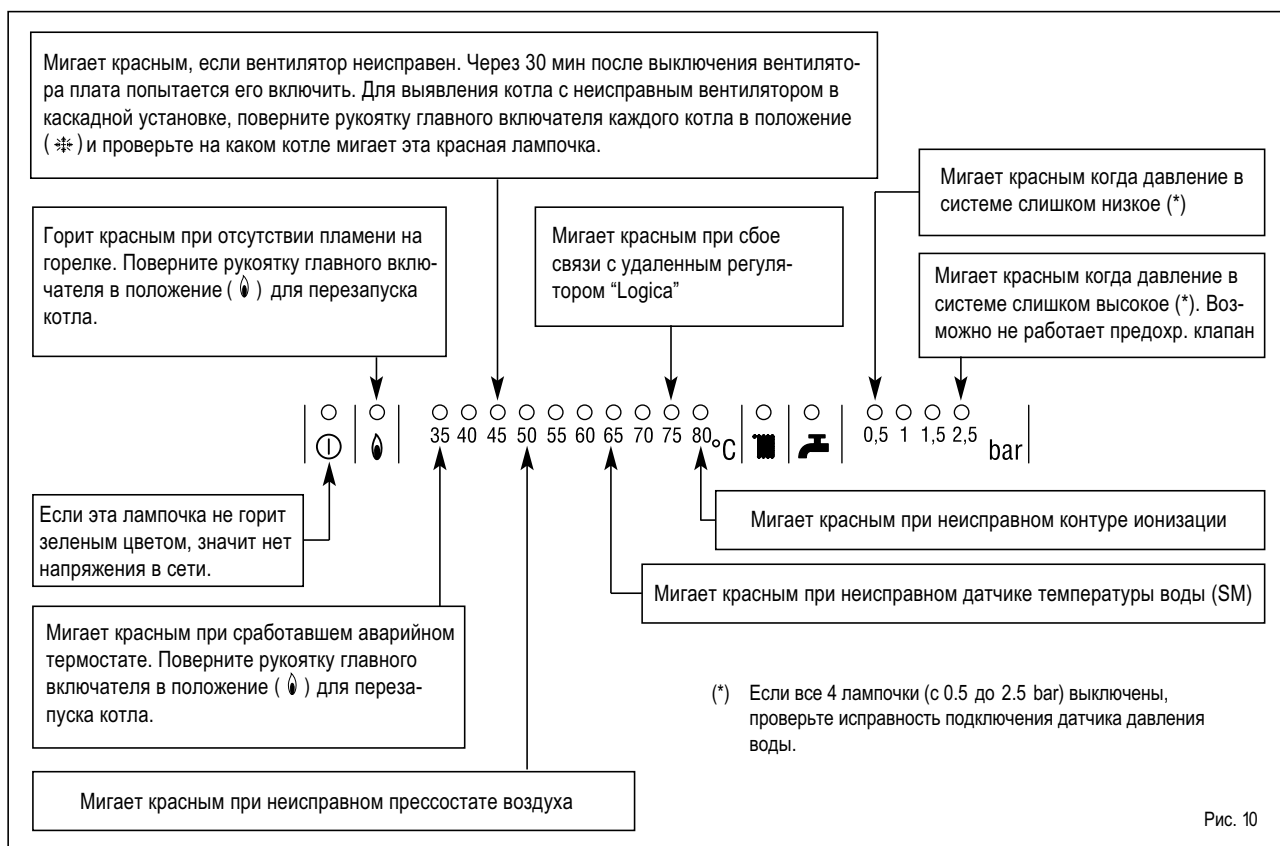 Мигает красным, если вентилятор неисправен. Через 30 мин после выключения вентилято-
ра плата попытается его включить. Для выявления котла с неисправным вентилятором в
каскадной установке, поверните рукоятку главного включателя каждого котла в положение
( ❄ ) и проверьте на каком котле мигает эта красная лампочка.
Мигает красным когда давление в
системе слишком низкое (*)
Горит красным при отсутствии пламени на
горелке. Поверните рукоятку главного вклю-
чателя в положение ( ) для перезапуска
котла.
Мигает красным при сбое
связи с удаленным регуля-
тором “Logica”
Мигает красным когда давление в
системе слишком высокое (*). Воз-
можно не работает предохр. клапан
35 40 45 50 55 60 65 70 75 80 °C 0,5 1 1,5 2,5 bar
Если эта лампочка не горит
зеленым цветом, значит нет
напряжения в сети.
Мигает красным при неисправном контуре ионизации
Мигает красным при неисправном датчике температуры воды (SM)
Мигает красным при сработавшем аварийном
термостате. Поверните рукоятку главного
включателя в положение ( ) для переза-
пуска котла.
(*) Если все 4 лампочки (с 0.5 до 2.5 bar) выключены,
проверьте исправность подключения датчика давления
воды.
Мигает красным при неисправном прессостате воздуха
Рис. 10